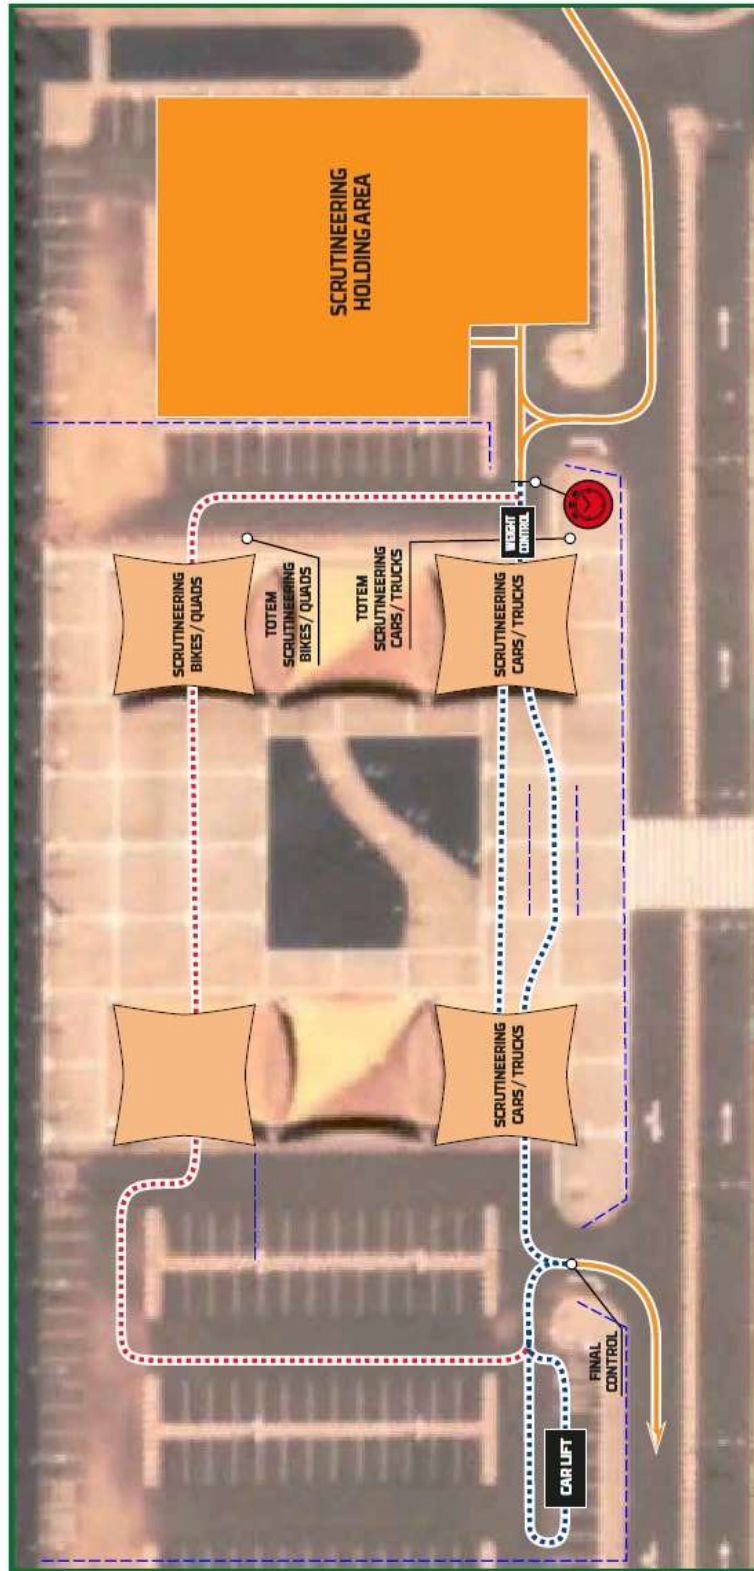 SCRUTINEERING
HOLDING AREA
SCRUTINEERING
BIKES / QUADS
TOTEM
SCRUTINEERING
BIKES / QUADS
TOTEM
SCRUTINEERING
CARS / TRUCKS
WEIGHT
CONTROL
SCRUTINEERING
CARS / TRUCKS
SCRUTINEERING
CARS / TRUCKS
FINAL
CONTROL
CAR LIFT